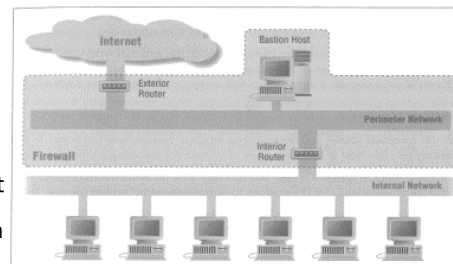 Internet
Bastion Host
Exterior
Router
Perimeter Network
Firewall
Interior
Router
Internal Network
t
n